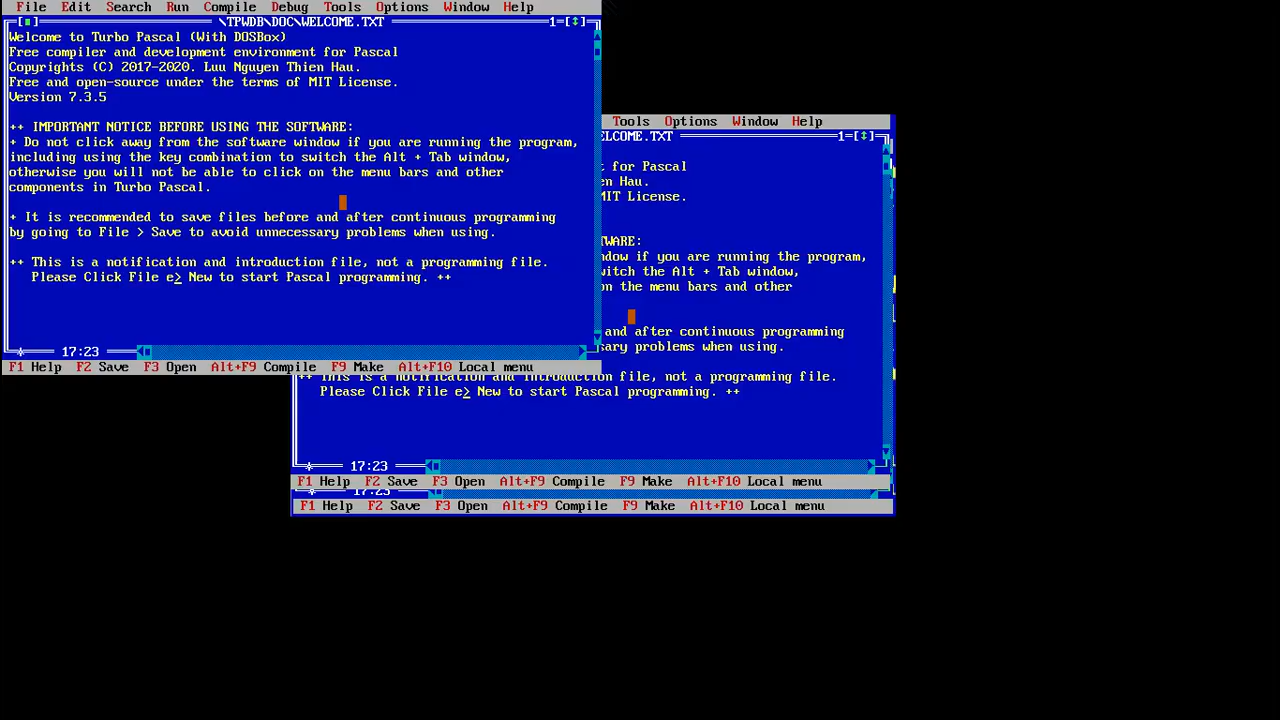 File Edit Search Run Compile Debug Tools Options Window Help
\TPWDB\DOC\WELCOME.TXT 1=[↕]
Welcome to Turbo Pascal (With DOSBox)
Free compiler and development environment for Pascal
Copyrights (C) 2017-2020. Luu Nguyen Thien Hau.
Free and open-source under the terms of MIT License.
Version 7.3.5
++ IMPORTANT NOTICE BEFORE USING THE SOFTWARE:
+ Do not click away from the software window if you are running the program,
including using the key combination to switch the Alt + Tab window,
otherwise you will not be able to click on the menu bars and other
components in Turbo Pascal.
+ It is recommended to save files before and after continuous programming
by going to File > Save to avoid unnecessary problems when using.
++ This is a notification and introduction file, not a programming file.
Please Click File e> New to start Pascal programming. ++
17:23
F1 Help F2 Save F3 Open Alt+F9 Compile F9 Make Alt+F10 Local menu
Tools Options Window Help
ELCOME.TXT 1=[↕]
t for Pascal
en Hau.
MIT License.
TWARE:
ndow if you are running the program,
witch the Alt + Tab window,
on the menu bars and other
and after continuous programming
sary problems when using.
++ This is a notification and introduction file, not a programming file.
Please Click File e> New to start Pascal programming. ++
17:23
F1 Help F2 Save F3 Open Alt+F9 Compile F9 Make Alt+F10 Local menu
17:23
F1 Help F2 Save F3 Open Alt+F9 Compile F9 Make Alt+F10 Local menu